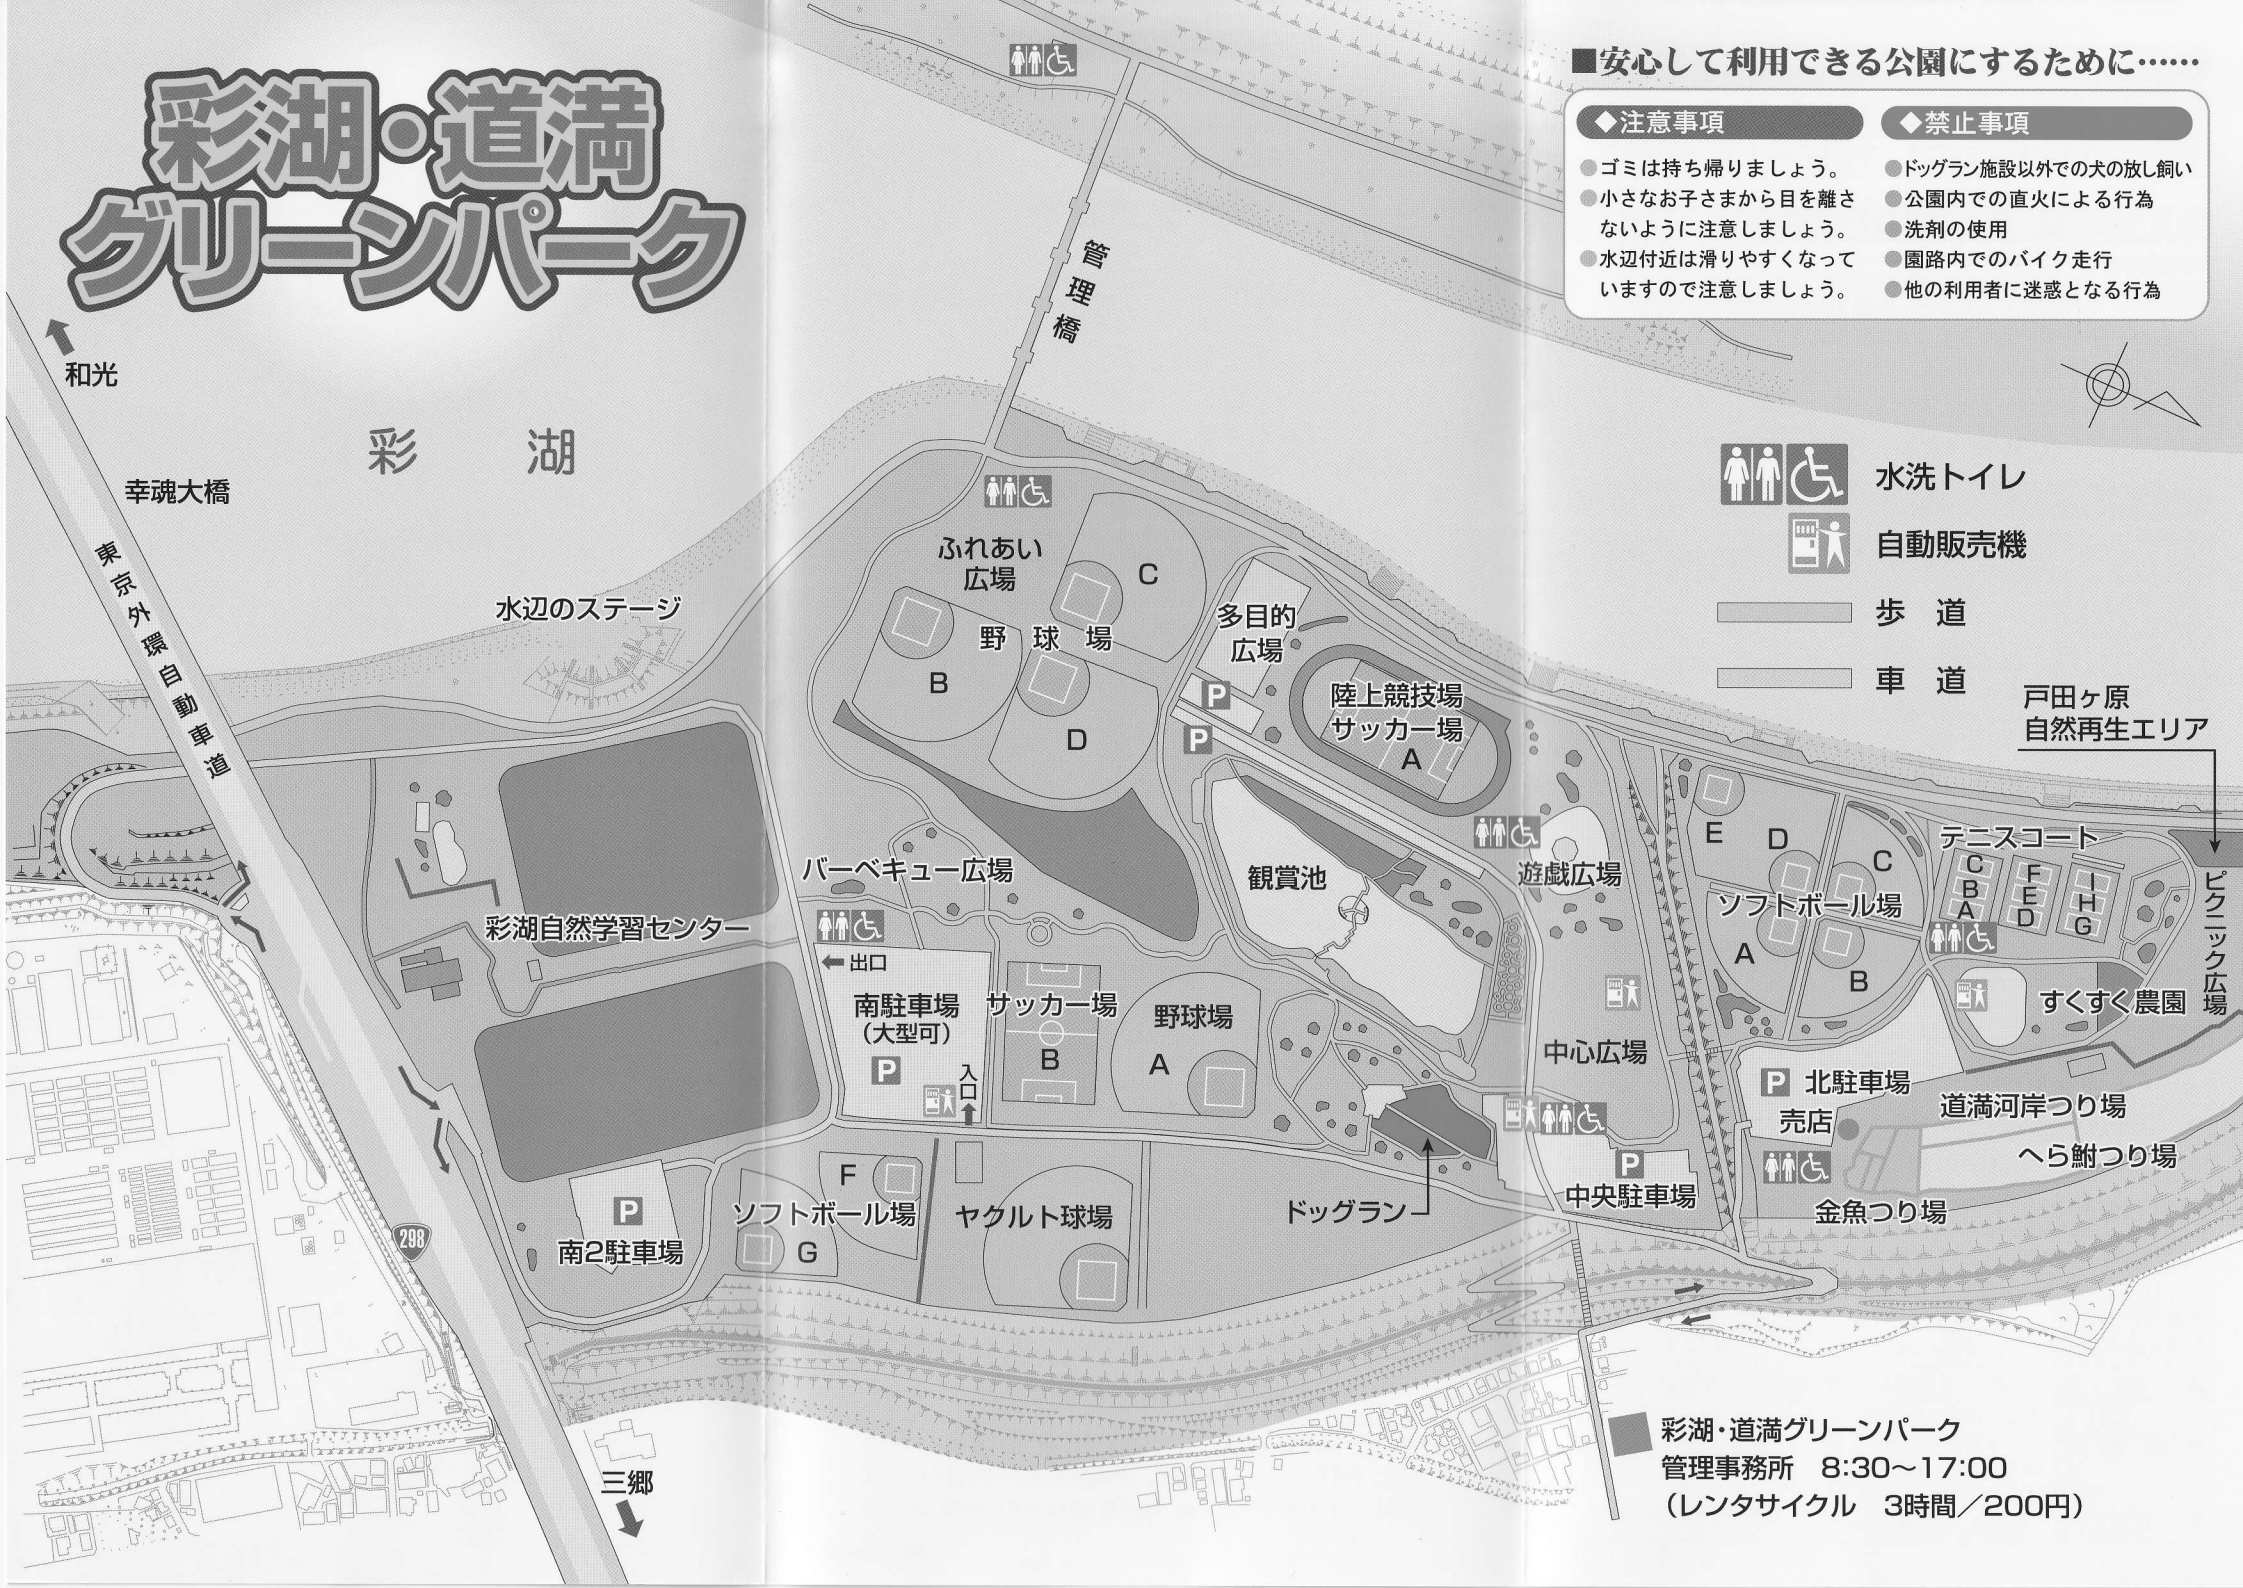 彩湖・道満
グリーンパーク
■安心して利用できる公園にするために……
◆注意事項
●ゴミは持ち帰りましょう。
●小さなお子さまから目を離さ
ないように注意しましょう。
●水辺付近は滑りやすくなって
いますので注意しましょう。
◆禁止事項
●ドッグラン施設以外での犬の放し飼い
●公園内での直火による行為
●洗剤の使用
●園路内でのバイク走行
●他の利用者に迷惑となる行為
水洗トイレ
自動販売機
歩道
車道
和光
彩湖
幸魂大橋
東京外環自動車道
管理橋
水辺のステージ
ふれあい
広場
野球場
B
C
D
多目的
広場
P
P
陸上競技場
サッカー場
A
戸田ヶ原
自然再生エリア
バーベキュー広場
観賞池
遊戯広場
E
D
C
ソフトボール場
A
B
テニスコート
C
B
A
F
E
D
I
H
G
ピクニック広場
彩湖自然学習センター
出口
南駐車場
(大型可)
P
入口
サッカー場
B
野球場
A
中心広場
すくすく農園
P 北駐車場
売店
道満河岸つり場
へら鮒つり場
金魚つり場
P
中央駐車場
ドッグラン
P
南2駐車場
F
ソフトボール場
G
ヤクルト球場
298
三郷
彩湖・道満グリーンパーク
管理事務所 8:30〜17:00
(レンタサイクル 3時間／200円)